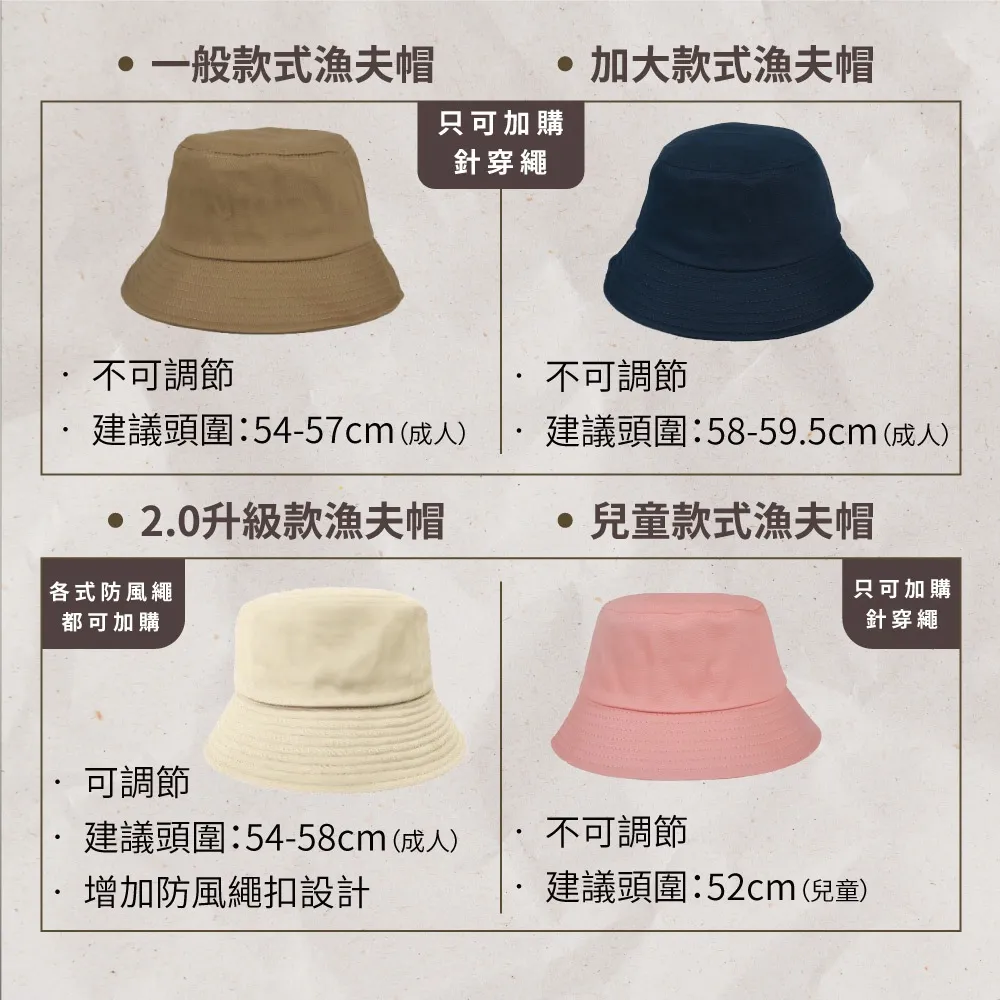 • 一般款式漁夫帽
• 加大款式漁夫帽
只可加購
針穿繩
· 不可調節
· 建議頭圍：54-57cm（成人）
· 不可調節
· 建議頭圍：58-59.5cm（成人）
• 2.0升級款漁夫帽
• 兒童款式漁夫帽
各式防風繩
都可加購
只可加購
針穿繩
· 可調節
· 建議頭圍：54-58cm（成人）
· 增加防風繩扣設計
· 不可調節
· 建議頭圍：52cm（兒童）